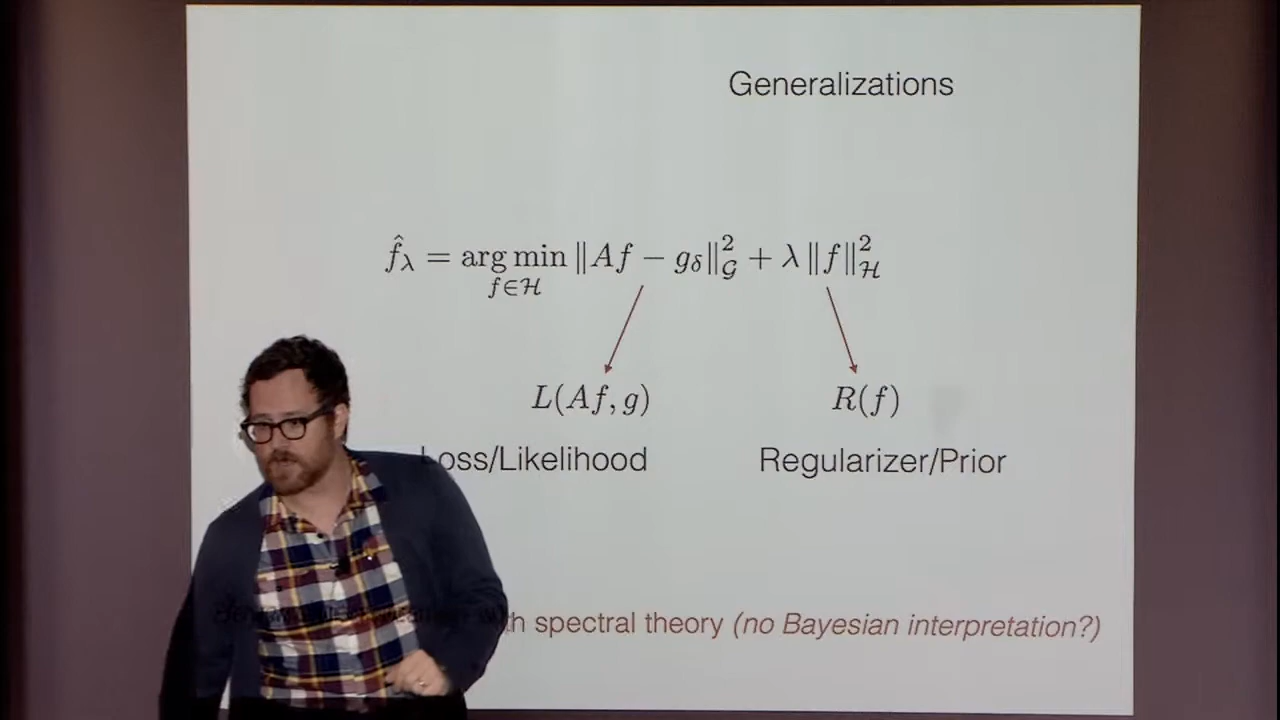 Generalizations
f̂_λ = arg min_{f∈ℋ} ‖Af − g_δ‖²_𝒢 + λ ‖f‖²_ℋ
L(Af, g) R(f)
Loss/Likelihood Regularizer/Prior
spectral theory (no Bayesian interpretation?)